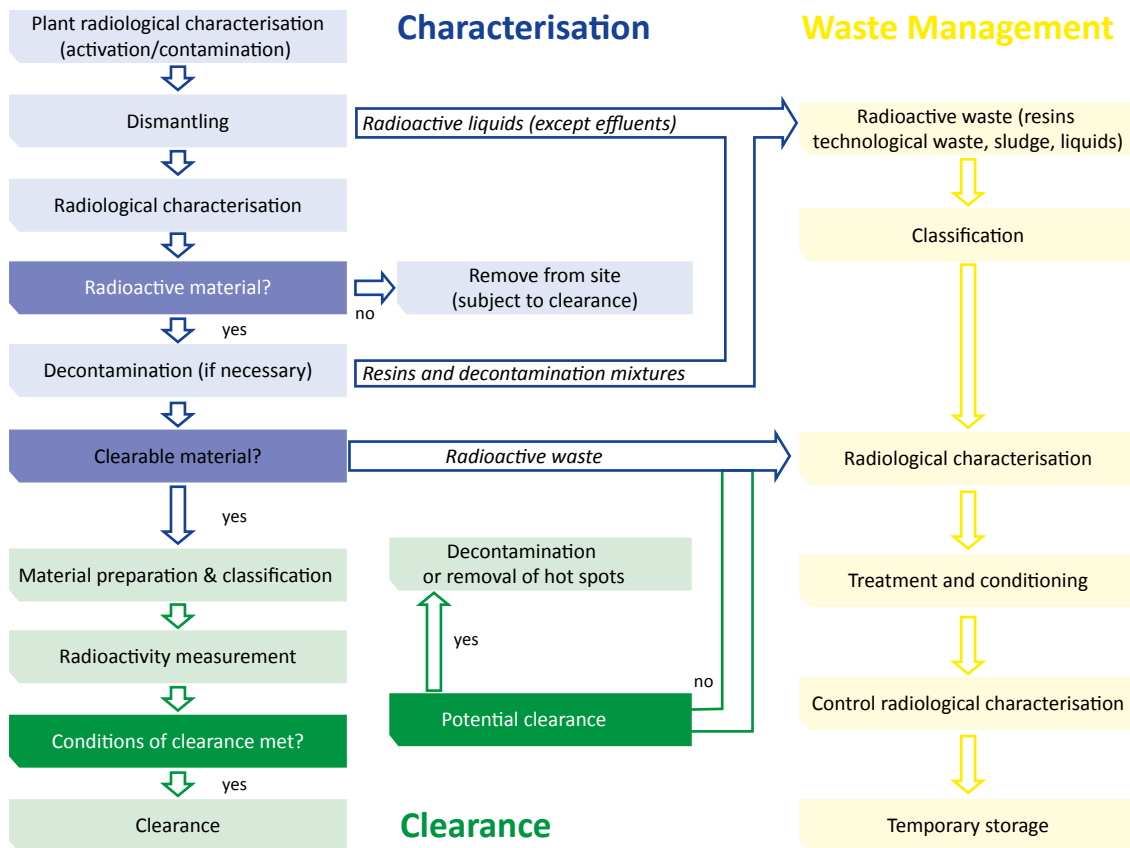 Plant radiological characterisation
(activation/contamination)
Characterisation
Waste Management
Dismantling
Radioactive liquids (except effluents)
Radioactive waste (resins
technological waste, sludge, liquids)
Radiological characterisation
Classification
Radioactive material?
no
Remove from site
(subject to clearance)
yes
Decontamination (if necessary)
Resins and decontamination mixtures
Clearable material?
Radioactive waste
Radiological characterisation
yes
Material preparation & classification
Decontamination
or removal of hot spots
Treatment and conditioning
yes
Radioactivity measurement
no
Control radiological characterisation
Potential clearance
Conditions of clearance met?
yes
Clearance
Clearance
Temporary storage